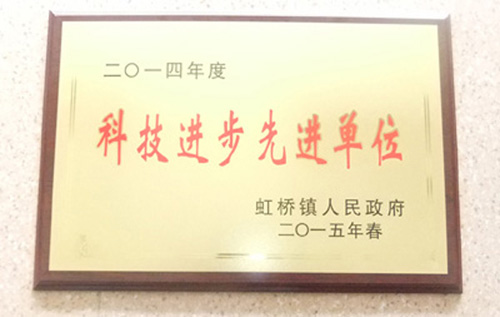 二〇一四年度
科技进步先进单位
虹桥镇人民政府
二〇一五年春